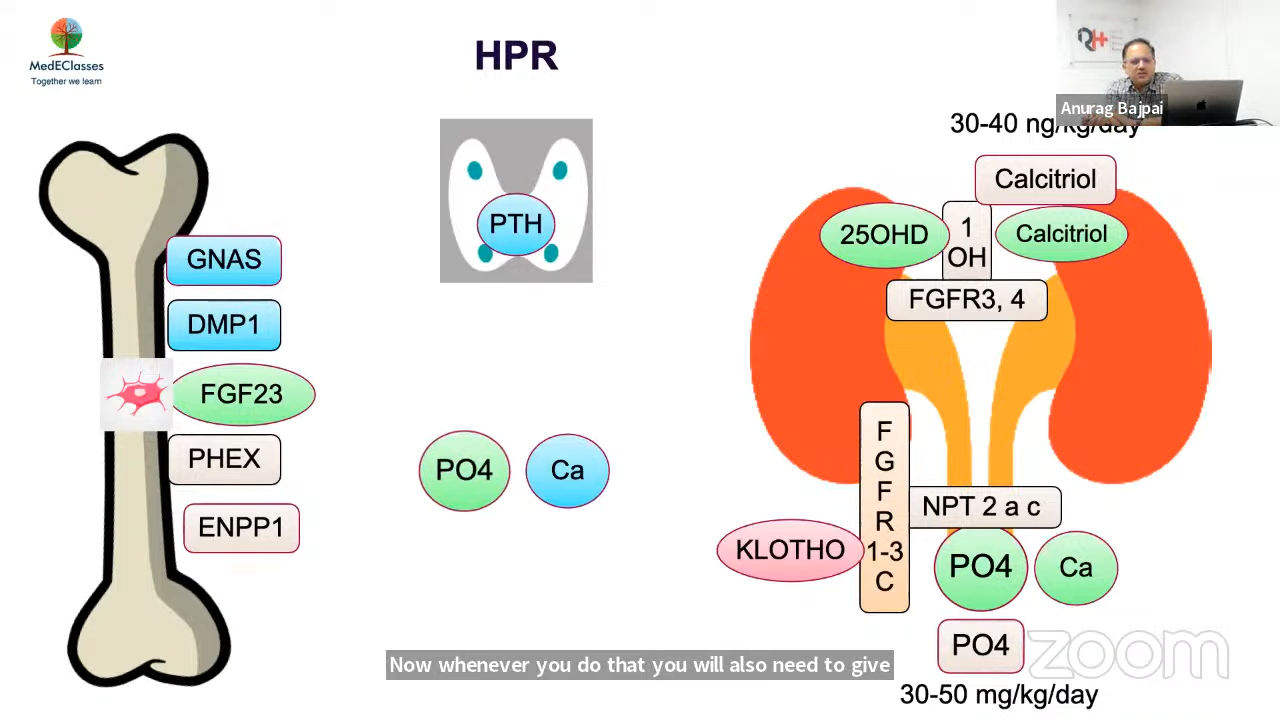 MedEClasses
Together we learn
HPR
RH+
Anurag Bajpai
30-40 ng/kg/day
Calcitriol
25OHD
1
OH
Calcitriol
FGFR3, 4
GNAS
DMP1
FGF23
PHEX
ENPP1
PTH
PO4
Ca
F
G
F
R
1-3
C
NPT 2 a c
KLOTHO
PO4
Ca
PO4
30-50 mg/kg/day
Now whenever you do that you will also need to give
zoom